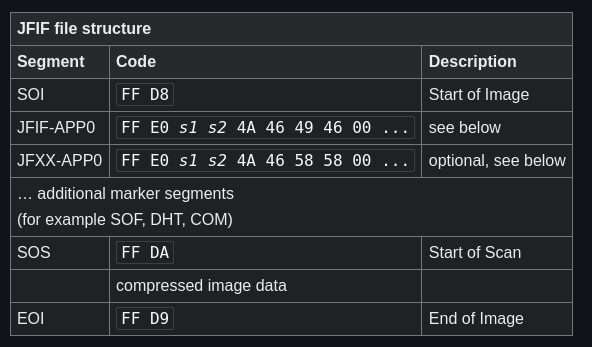 JFIF file structure
Segment Code Description
SOI FF D8 Start of Image
JFIF-APP0 FF E0 s1 s2 4A 46 49 46 00 ... see below
JFXX-APP0 FF E0 s1 s2 4A 46 58 58 00 ... optional, see below
… additional marker segments
(for example SOF, DHT, COM)
SOS FF DA Start of Scan
compressed image data
EOI FF D9 End of Image